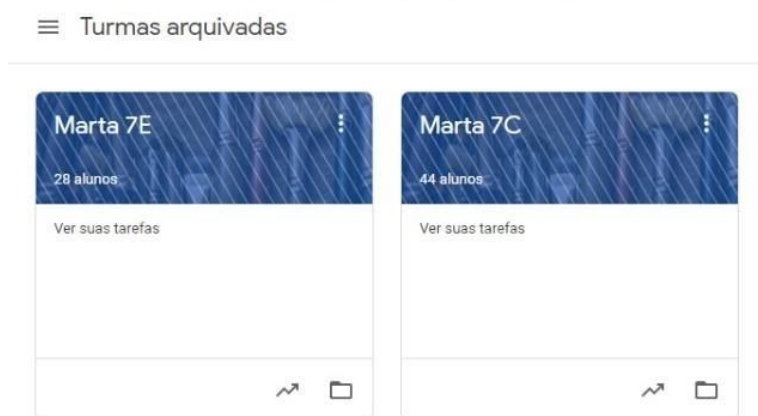 Turmas arquivadas
Marta 7E
28 alunos
Ver suas tarefas
Marta 7C
44 alunos
Ver suas tarefas